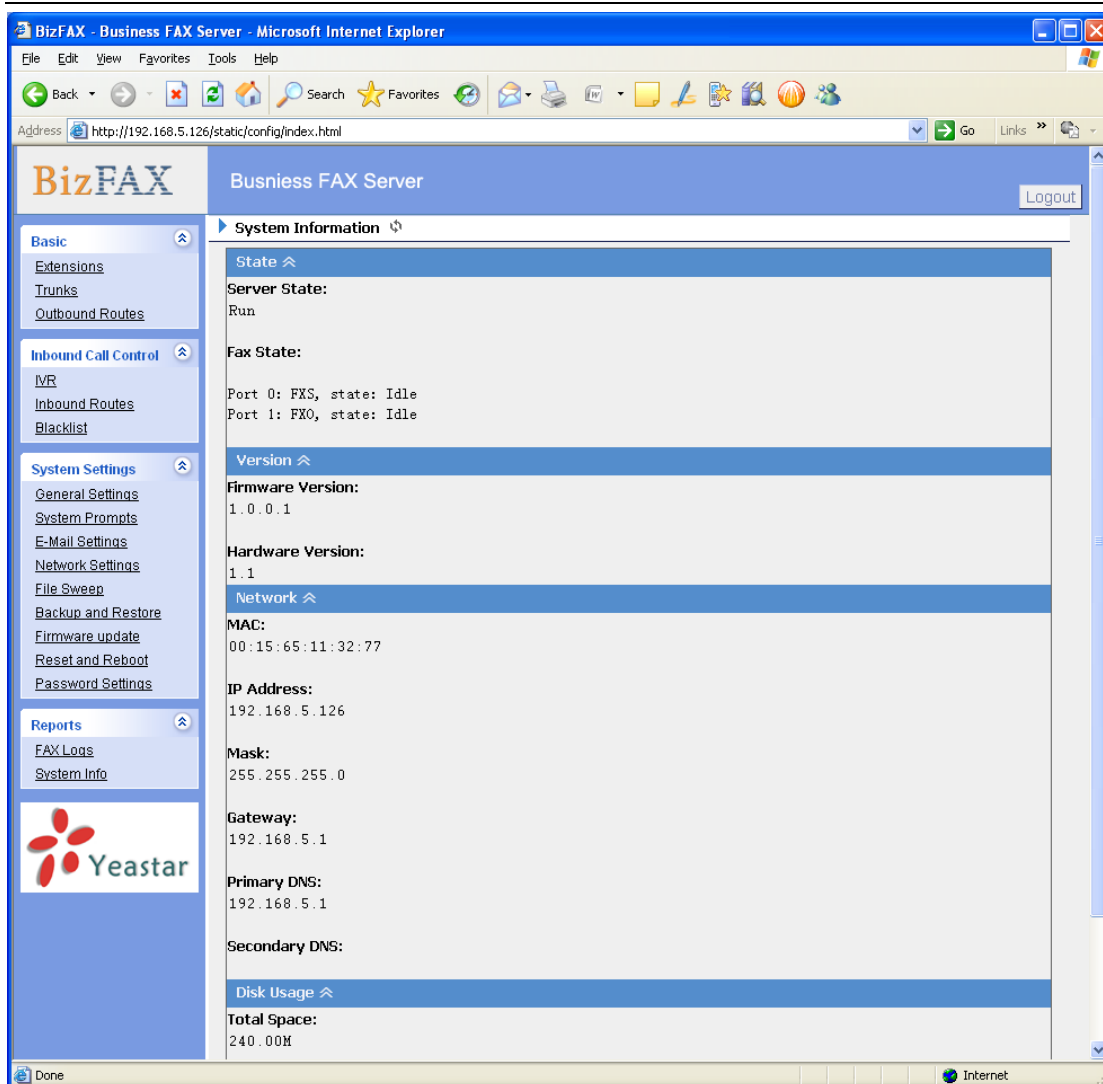 BizFAX - Business FAX Server - Microsoft Internet Explorer
File Edit View Favorites Tools Help
Back Search Favorites
Address http://192.168.5.126/static/config/index.html Go Links »
BizFAX
Busniess FAX Server
Logout
Basic
Extensions
Trunks
Outbound Routes
Inbound Call Control
IVR
Inbound Routes
Blacklist
System Settings
General Settings
System Prompts
E-Mail Settings
Network Settings
File Sweep
Backup and Restore
Firmware update
Reset and Reboot
Password Settings
Reports
FAX Logs
System Info
Yeastar
System Information
State
Server State:
Run
Fax State:
Port 0: FXS, state: Idle
Port 1: FXO, state: Idle
Version
Firmware Version:
1.0.0.1
Hardware Version:
1.1
Network
MAC:
00:15:65:11:32:77
IP Address:
192.168.5.126
Mask:
255.255.255.0
Gateway:
192.168.5.1
Primary DNS:
192.168.5.1
Secondary DNS:
Disk Usage
Total Space:
240.00M
Done Internet